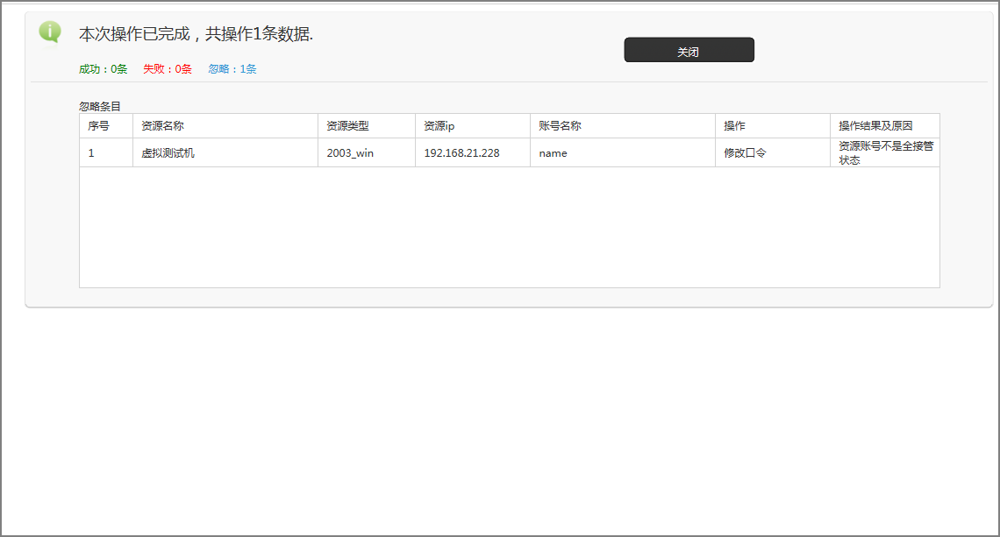 本次操作已完成，共操作1条数据.
关闭
成功：0条 失败：0条 忽略：1条
忽略条目
序号 资源名称 资源类型 资源ip 账号名称 操作 操作结果及原因
1 虚拟测试机 2003_win 192.168.21.228 name 修改口令 资源账号不是全接管
状态